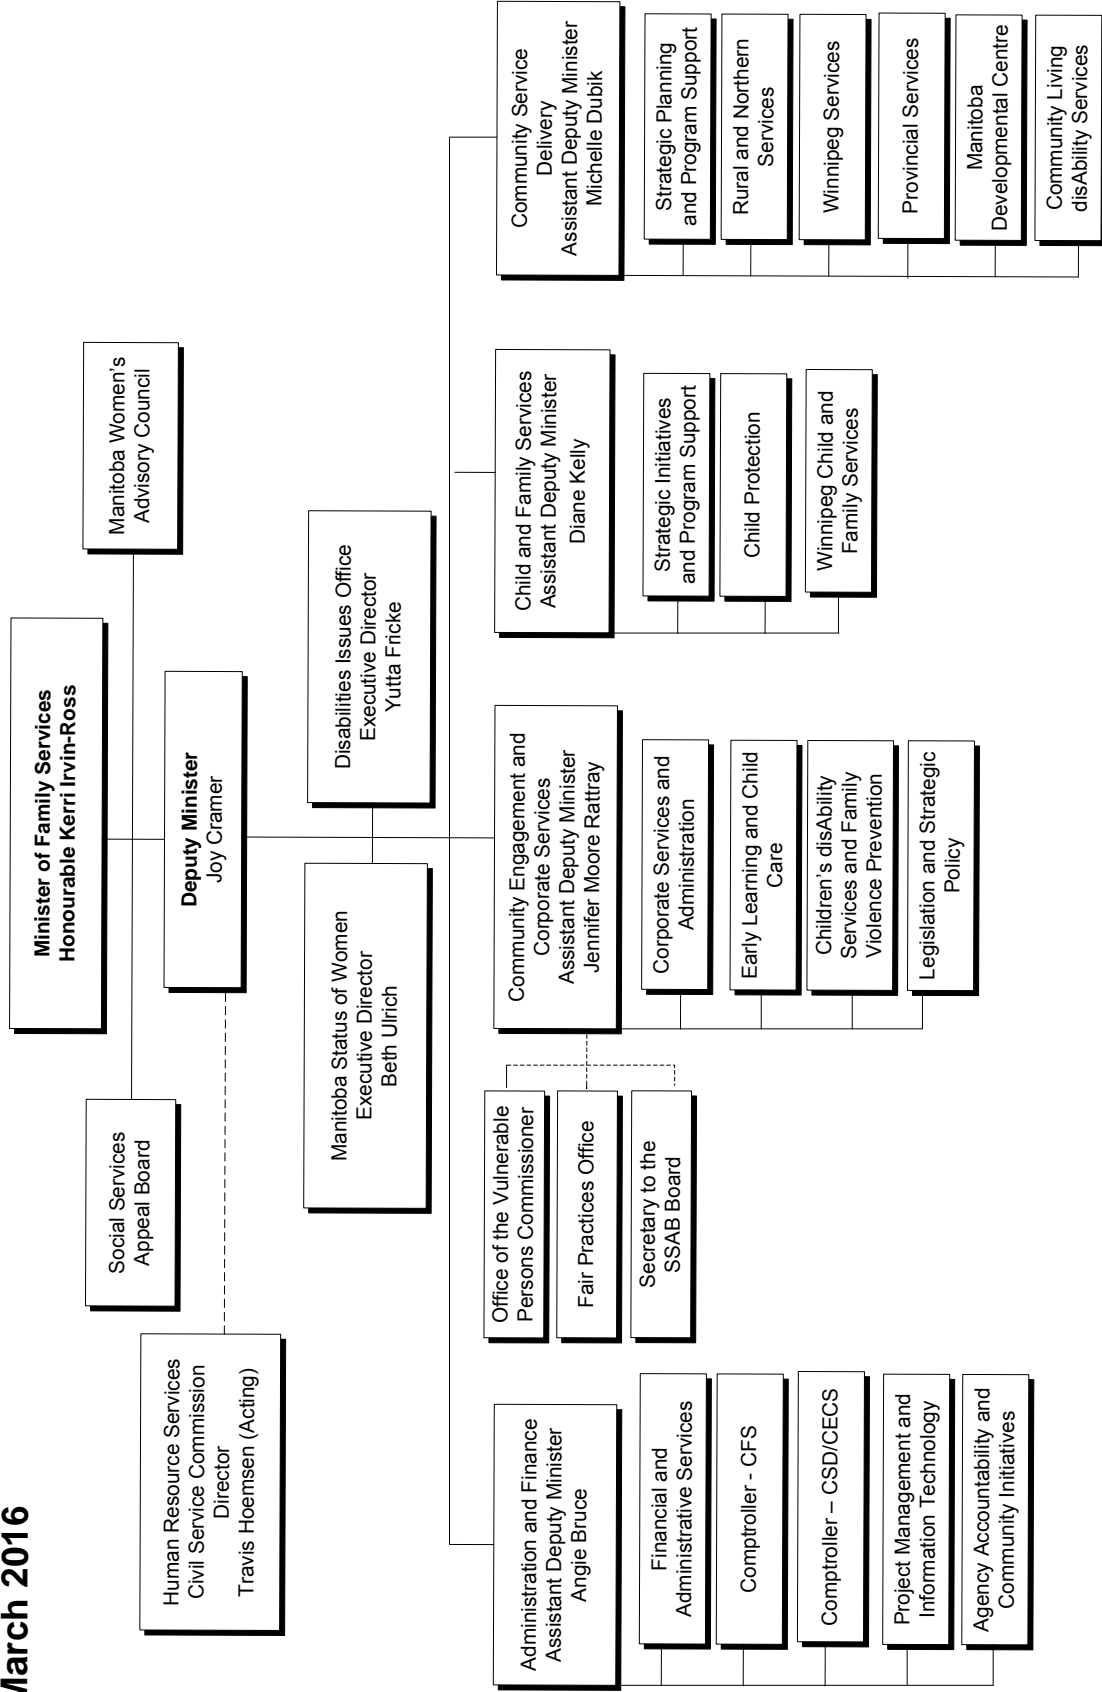 March 2016
Minister of Family Services
Honourable Kerri Irvin-Ross
Social Services
Appeal Board
Manitoba Women's
Advisory Council
Deputy Minister
Joy Cramer
Human Resource Services
Civil Service Commission
Director
Travis Hoemsen (Acting)
Manitoba Status of Women
Executive Director
Beth Ulrich
Disabilities Issues Office
Executive Director
Yutta Fricke
Administration and Finance
Assistant Deputy Minister
Angie Bruce
Financial and
Administrative Services
Comptroller - CFS
Comptroller – CSD/CECS
Project Management and
Information Technology
Agency Accountability and
Community Initiatives
Office of the Vulnerable
Persons Commissioner
Fair Practices Office
Secretary to the
SSAB Board
Community Engagement and
Corporate Services
Assistant Deputy Minister
Jennifer Moore Rattray
Corporate Services and
Administration
Early Learning and Child
Care
Children's disAbility
Services and Family
Violence Prevention
Legislation and Strategic
Policy
Child and Family Services
Assistant Deputy Minister
Diane Kelly
Strategic Initiatives
and Program Support
Child Protection
Winnipeg Child and
Family Services
Community Service
Delivery
Assistant Deputy Minister
Michelle Dubik
Strategic Planning
and Program Support
Rural and Northern
Services
Winnipeg Services
Provincial Services
Manitoba
Developmental Centre
Community Living
disAbility Services